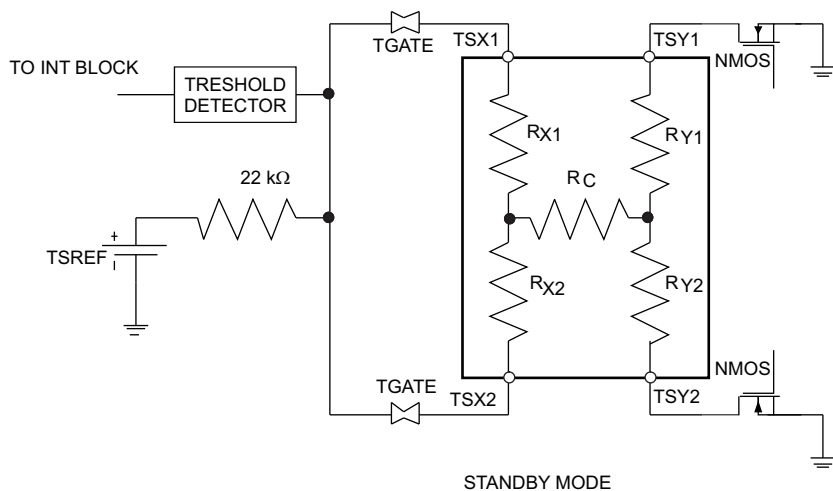 TGATE
TSX1
TSY1
NMOS
TO INT BLOCK
TRESHOLD
DETECTOR
RX1
RY1
22 kΩ
RC
TSREF
+
RX2
RY2
TGATE
NMOS
TSX2
TSY2
STANDBY MODE